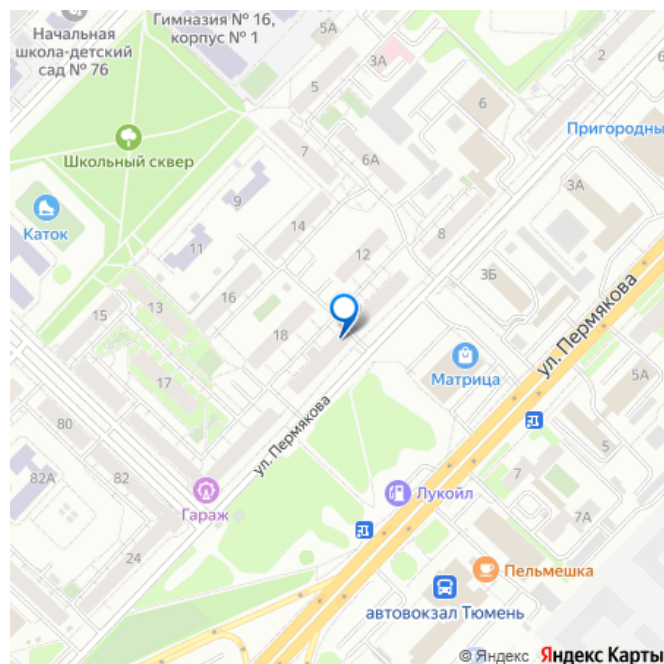 Начальная
школа-детский
сад № 76
Гимназия № 16,
корпус № 1
5А
3А
2
5
6
Пригородны
7
6А
Школьный сквер
3А
9
Каток
14
8
11
12
3Б
16
15
13
18
ул. Пермякова
Матрица
17
5А
ул. Пермякова
80
5
82А
82
7
Лукойл
Гараж
7А
24
Пельмешка
автовокзал Тюмень
© Яндекс Яндекс Карты